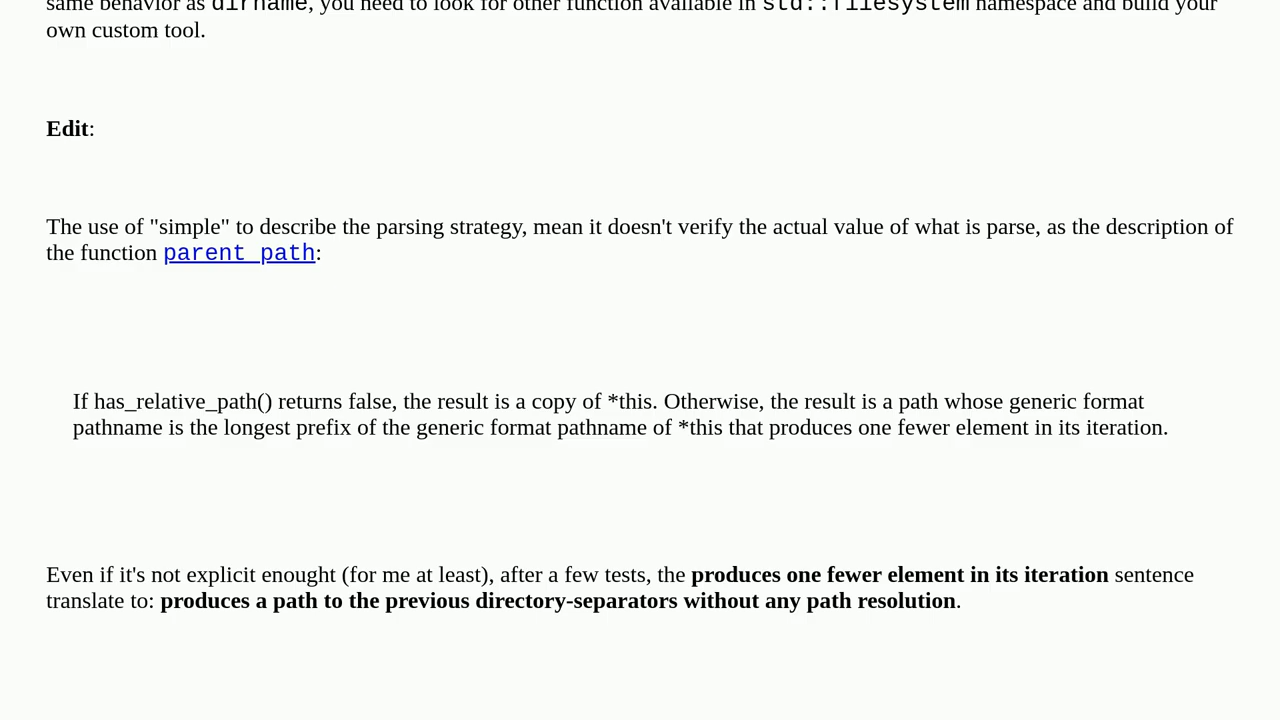 same behavior as dirname, you need to look for other function available in std::filesystem namespace and build your
own custom tool.
Edit:
The use of "simple" to describe the parsing strategy, mean it doesn't verify the actual value of what is parse, as the description of
the function parent_path:
If has_relative_path() returns false, the result is a copy of *this. Otherwise, the result is a path whose generic format
pathname is the longest prefix of the generic format pathname of *this that produces one fewer element in its iteration.
Even if it's not explicit enought (for me at least), after a few tests, the produces one fewer element in its iteration sentence
translate to: produces a path to the previous directory-separators without any path resolution.